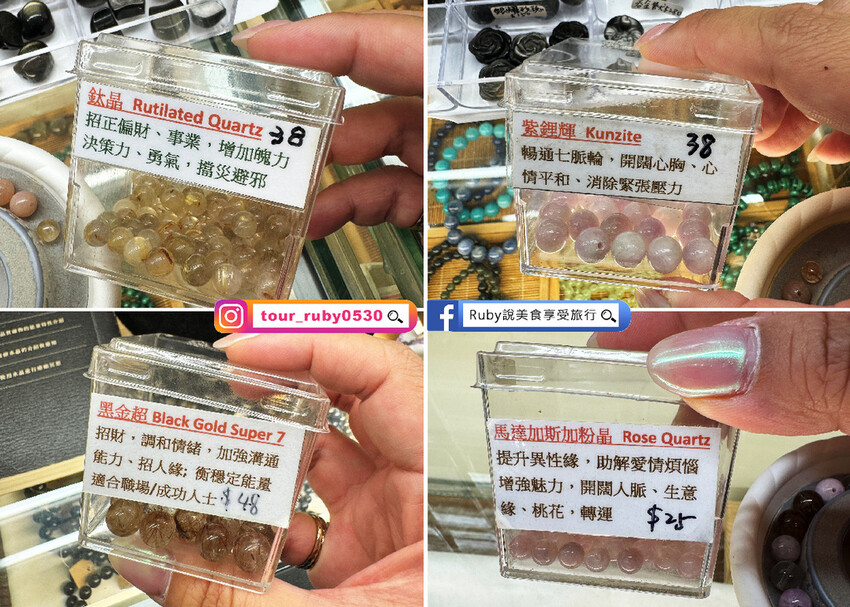 鈦晶 Rutilated Quartz 38
招正偏財、事業，增加魄力
決策力、勇氣，擋災避邪
紫鋰輝 Kunzite 38
暢通七脈輪，開闊心胸、心
情平和、消除緊張壓力
tour_ruby0530
Ruby說美食享受旅行
黑金超 Black Gold Super 7
招財，調和情緒，加強溝通
能力、招人緣; 衡穩定能量
適合職場/成功人士 $48
馬達加斯加粉晶 Rose Quartz
提升異性緣，助解愛情煩惱
增強魅力，開闊人脈、生意
緣、桃花，轉運 $25